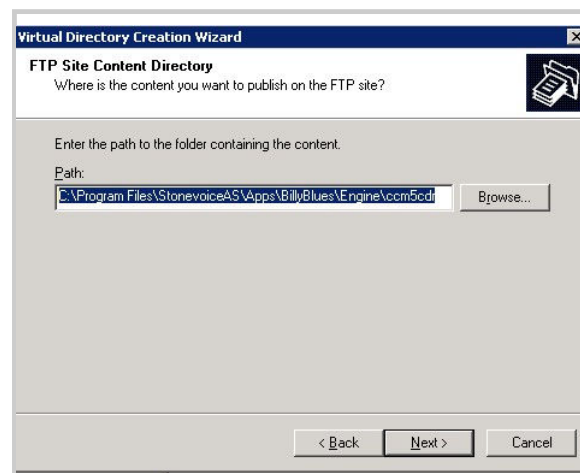 Virtual Directory Creation Wizard
FTP Site Content Directory
Where is the content you want to publish on the FTP site?
Enter the path to the folder containing the content.
Path:
C:\Program Files\StonevoiceAS\Apps\BillyBlues\Engine\ccm5cdr Browse...
< Back Next > Cancel